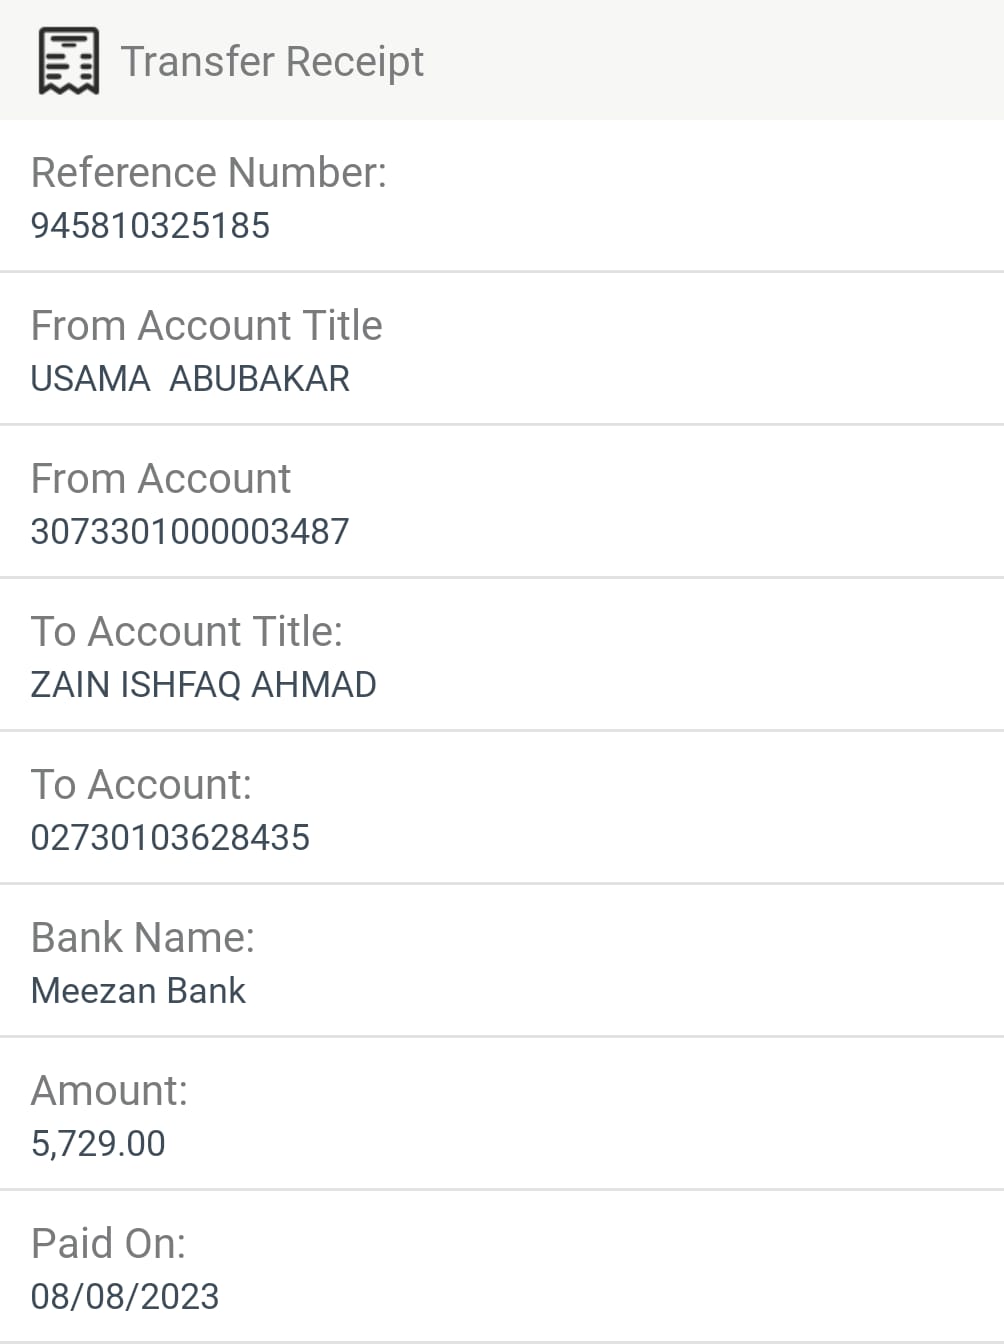 Transfer Receipt
Reference Number:
945810325185
From Account Title
USAMA  ABUBAKAR
From Account
3073301000003487
To Account Title:
ZAIN ISHFAQ AHMAD
To Account:
02730103628435
Bank Name:
Meezan Bank
Amount:
5,729.00
Paid On:
08/08/2023